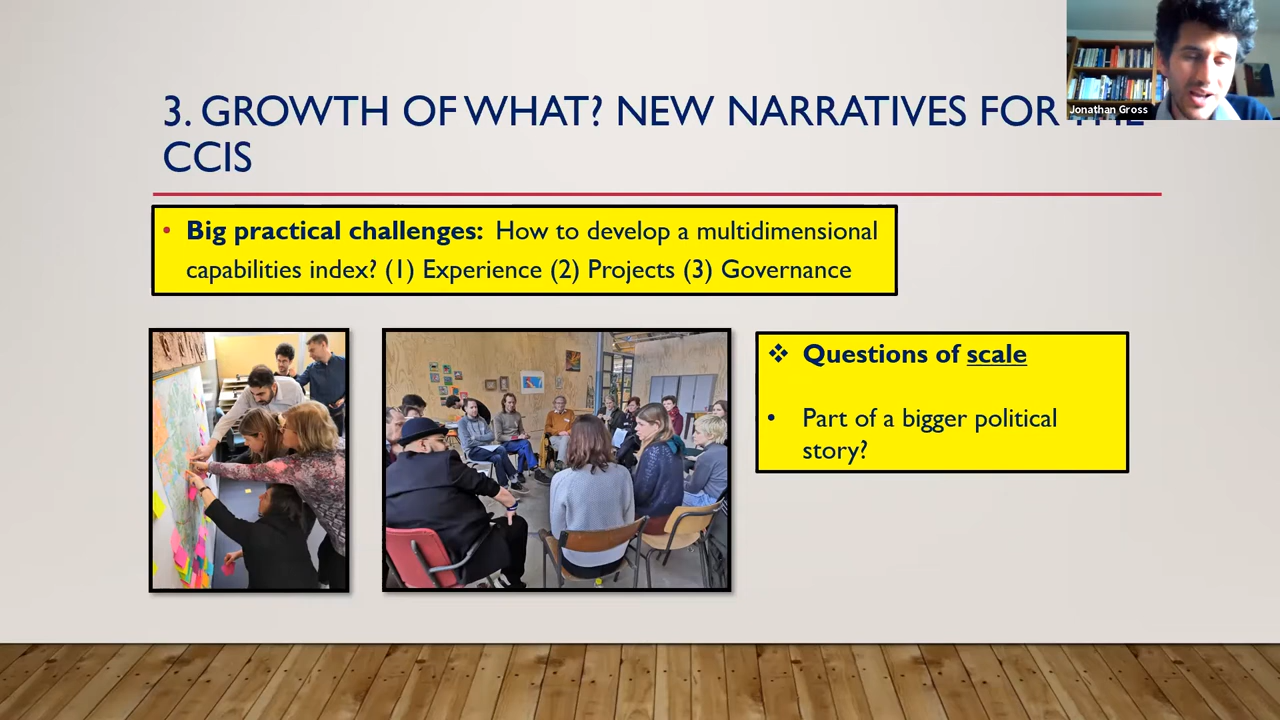 3. GROWTH OF WHAT? NEW NARRATIVES FOR THE
CCIS
Jonathan Gross
• Big practical challenges: How to develop a multidimensional
capabilities index? (1) Experience (2) Projects (3) Governance
❖ Questions of scale
• Part of a bigger political
story?